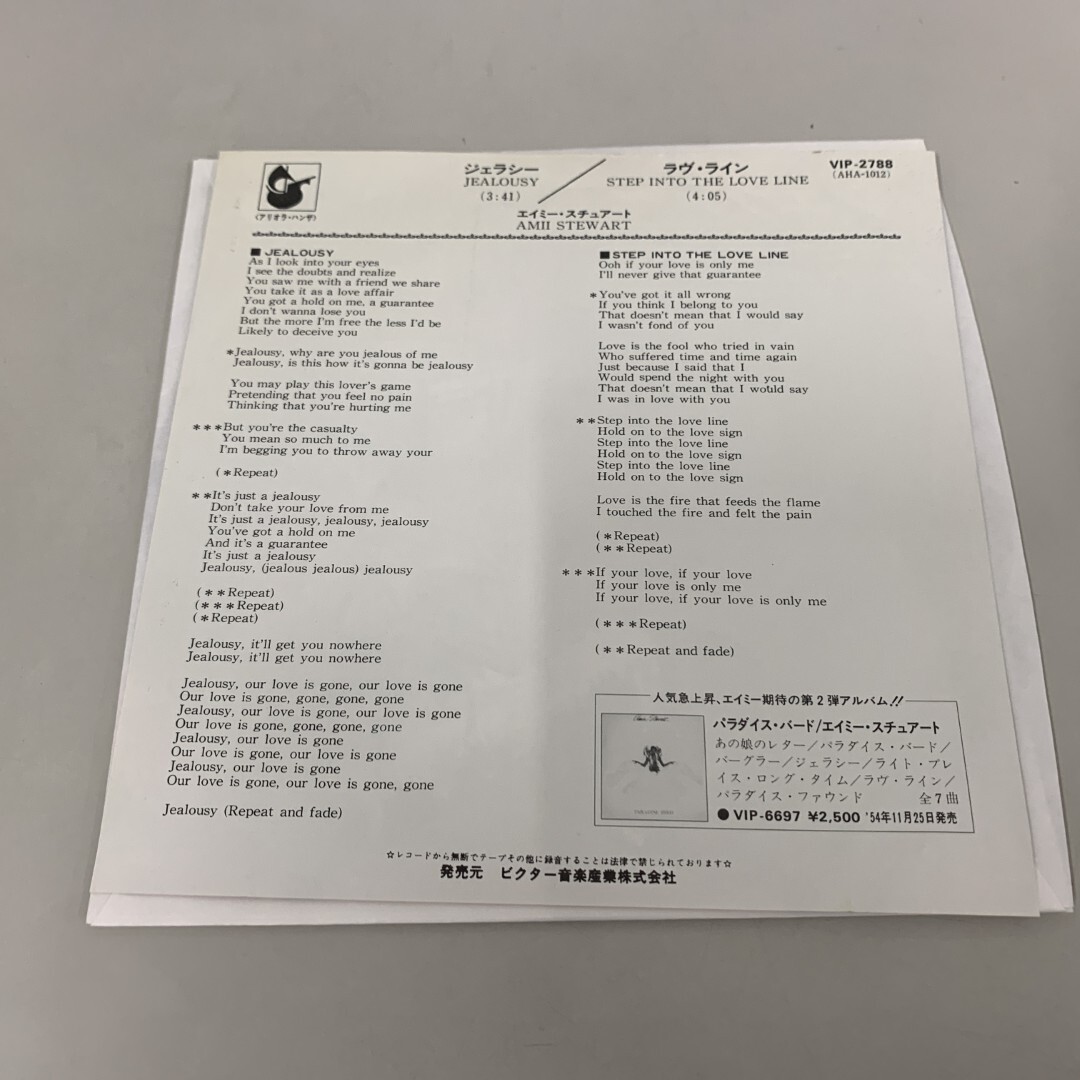 〈アリオラ・ハンザ〉
ジェラシー
JEALOUSY
(3:41)
ラヴ・ライン
STEP INTO THE LOVE LINE
(4:05)
VIP-2788
(AHA-1012)
エイミー・スチュアート
AMII STEWART
■ JEALOUSY
As I look into your eyes
I see the doubts and realize
You saw me with a friend we share
You take it as a love affair
You got a hold on me, a guarantee
I don't wanna lose you
But the more I'm free the less I'd be
Likely to deceive you
*Jealousy, why are you jealous of me
Jealousy, is this how it's gonna be jealousy
You may play this lover's game
Pretending that you feel no pain
Thinking that you're hurting me
***But you're the casualty
You mean so much to me
I'm begging you to throw away your
(*Repeat)
**It's just a jealousy
Don't take your love from me
It's just a jealousy, jealousy, jealousy
You've got a hold on me
And it's a guarantee
It's just a jealousy
Jealousy, (jealous jealous) jealousy
(**Repeat)
(***Repeat)
(*Repeat)
Jealousy, it'll get you nowhere
Jealousy, it'll get you nowhere
Jealousy, our love is gone, our love is gone
Our love is gone, gone, gone, gone
Jealousy, our love is gone, our love is gone
Our love is gone, gone, gone, gone
Jealousy, our love is gone
Our love is gone, our love is gone
Jealousy, our love is gone
Our love is gone, our love is gone, gone
Jealousy (Repeat and fade)
■STEP INTO THE LOVE LINE
Ooh if your love is only me
I'll never give that guarantee
*You've got it all wrong
If you think I belong to you
That doesn't mean that I would say
I wasn't fond of you
Love is the fool who tried in vain
Who suffered time and time again
Just because I said that I
Would spend the night with you
That doesn't mean that I would say
I was in love with you
**Step into the love line
Hold on to the love sign
Step into the love line
Hold on to the love sign
Step into the love line
Hold on to the love sign
Love is the fire that feeds the flame
I touched the fire and felt the pain
(*Repeat)
(**Repeat)
***If your love, if your love
If your love is only me
If your love, if your love is only me
(***Repeat)
(**Repeat and fade)
人気急上昇、エイミー期待の第2弾アルバム!!
パラダイス・バード/エイミー・スチュアート
あの娘のレター/パラダイス・バード/
バーグラー/ジェラシー/ライト・プレ
イス・ロング・タイム/ラヴ・ライン/
パラダイス・ファウンド 全7曲
●VIP-6697 ¥2,500 '54年11月25日発売
☆レコードから無断でテープその他に録音することは法律で禁じられております☆
発売元 ビクター音楽産業株式会社